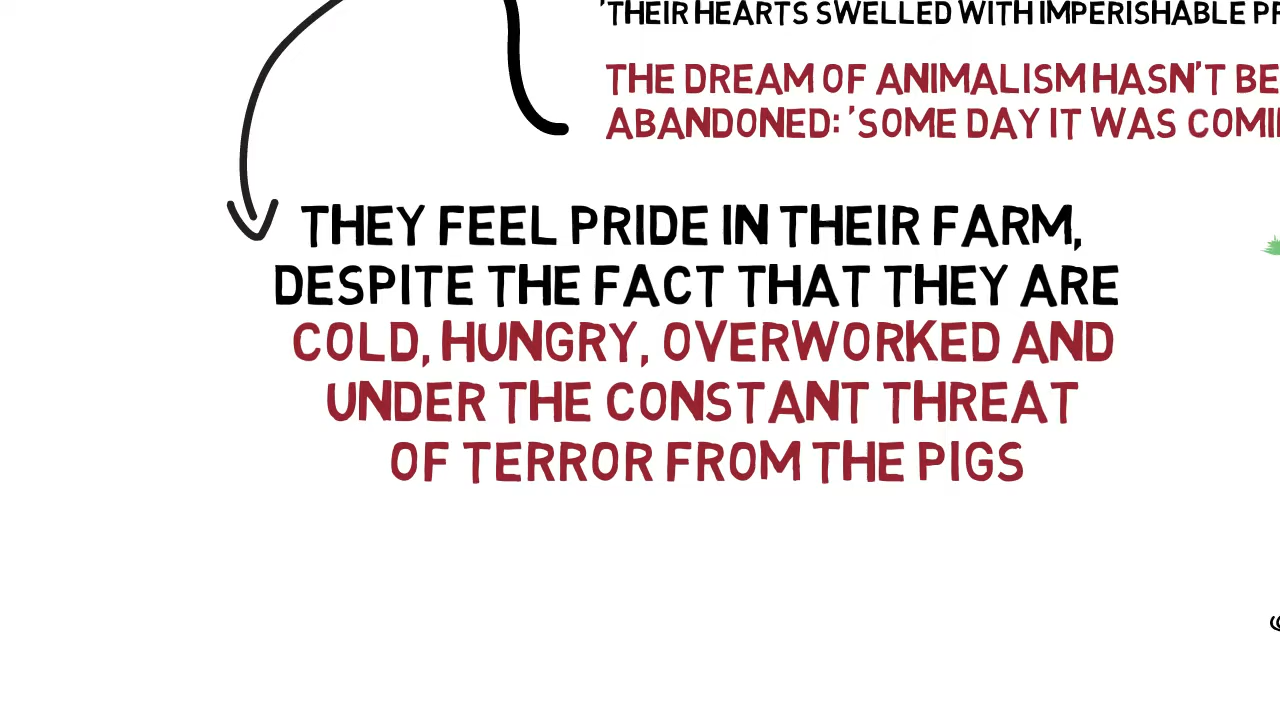 'THEIR HEARTS SWELLED WITH IMPERISHABLE
THE DREAM OF ANIMALISM HASN'T
ABANDONED: 'SOME DAY IT WAS
THEY FEEL PRIDE IN THEIR FARM,
DESPITE THE FACT THAT THEY ARE
COLD, HUNGRY, OVERWORKED AND
UNDER THE CONSTANT THREAT
OF TERROR FROM THE PIGS